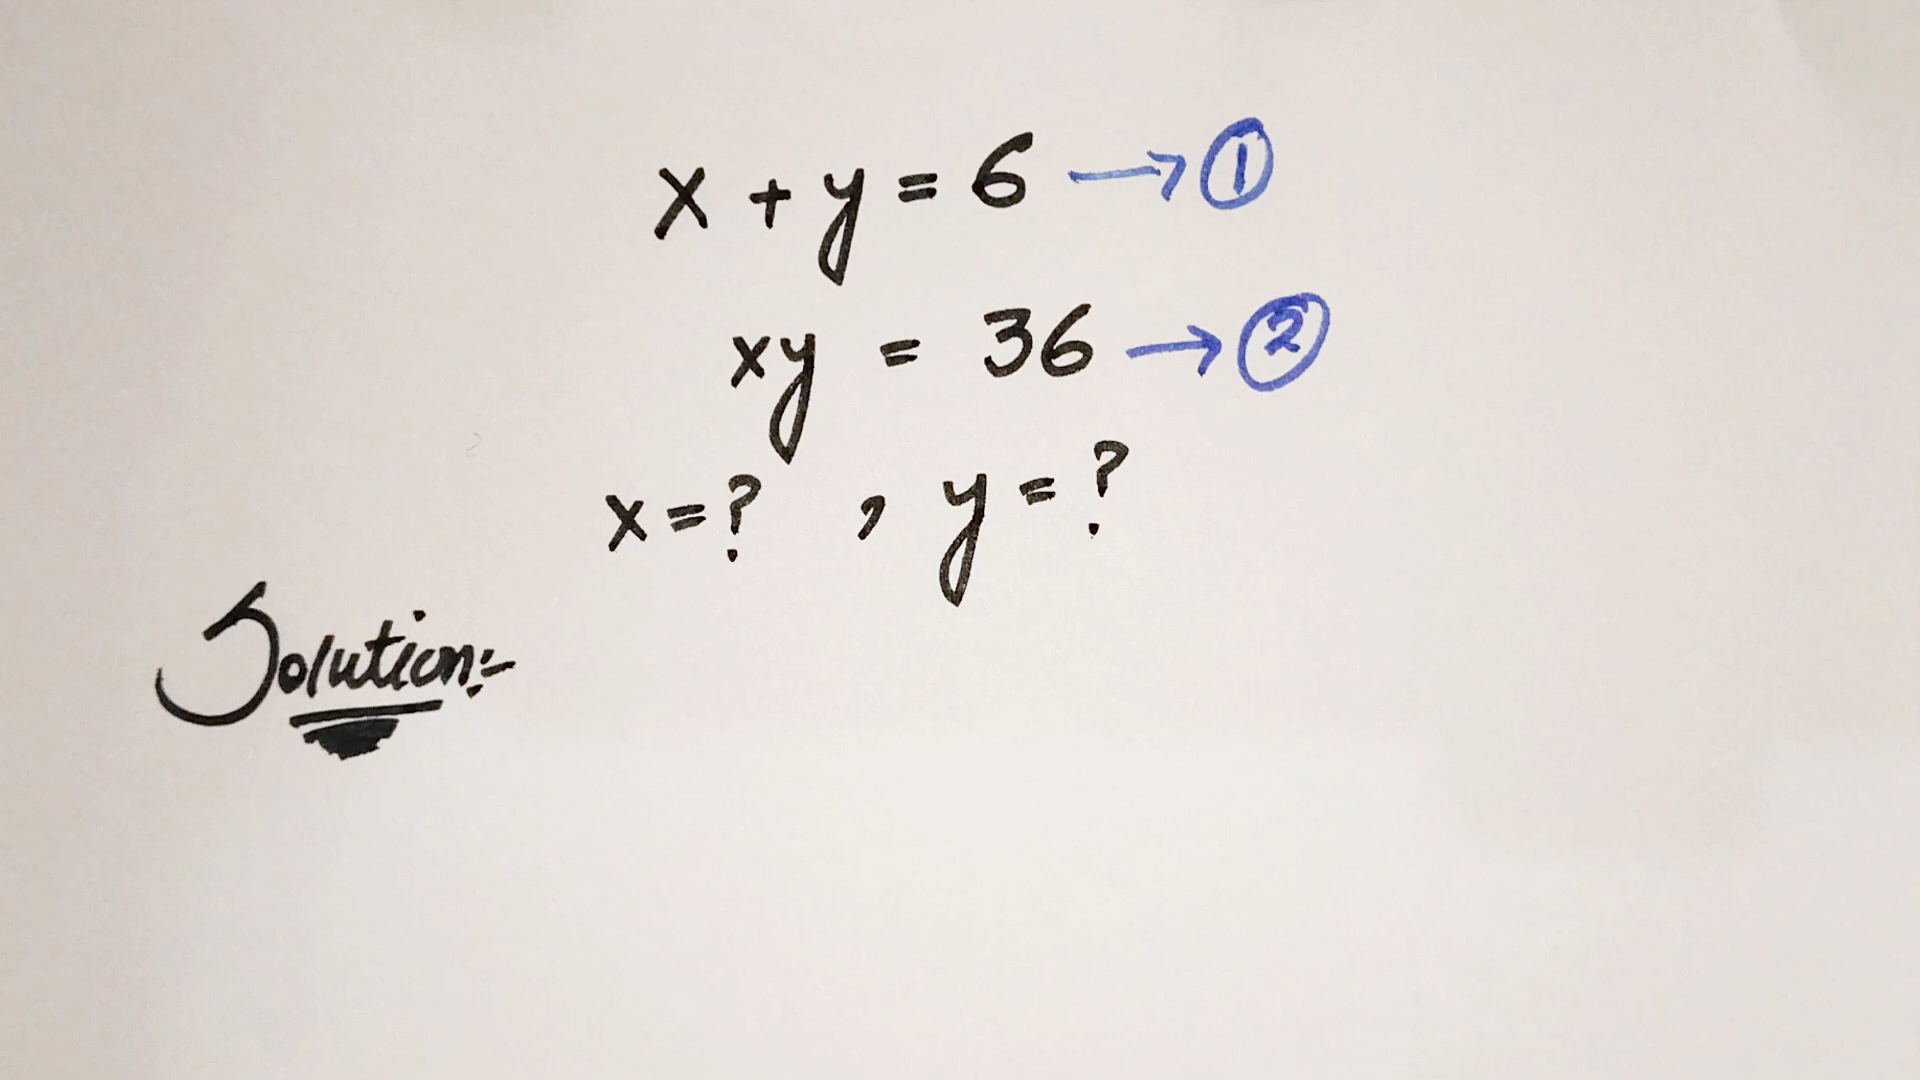 x + y = 6 → ①
xy = 36 → ②
x = ? , y = ?
Solution:-